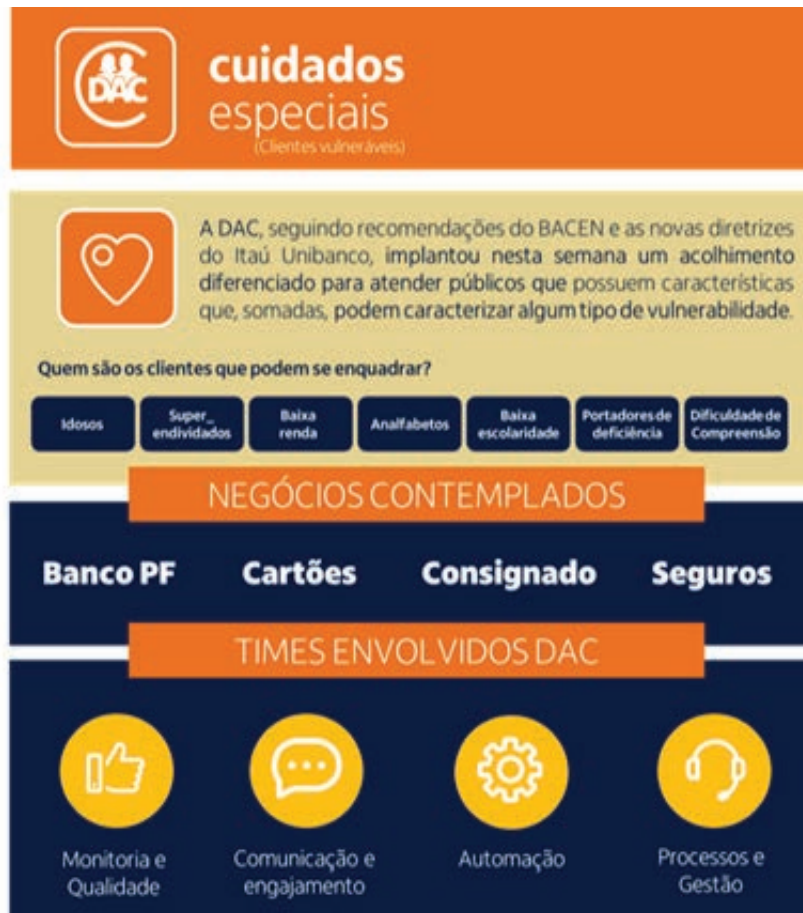 DAC
cuidados
especiais
(Clientes vulneráveis)
A DAC, seguindo recomendações do BACEN e as novas diretrizes
do Itaú Unibanco, implantou nesta semana um acolhimento
diferenciado para atender públicos que possuem características
que, somadas, podem caracterizar algum tipo de vulnerabilidade.
Quem são os clientes que podem se enquadrar?
Idosos
Super_
endividados
Baixa
renda
Analfabetos
Baixa
escolaridade
Portadores de
deficiência
Dificuldade de
Compreensão
NEGÓCIOS CONTEMPLADOS
Banco PF
Cartões
Consignado
Seguros
TIMES ENVOLVIDOS DAC
Monitoria e
Qualidade
Comunicação e
engajamento
Automação
Processos e
Gestão